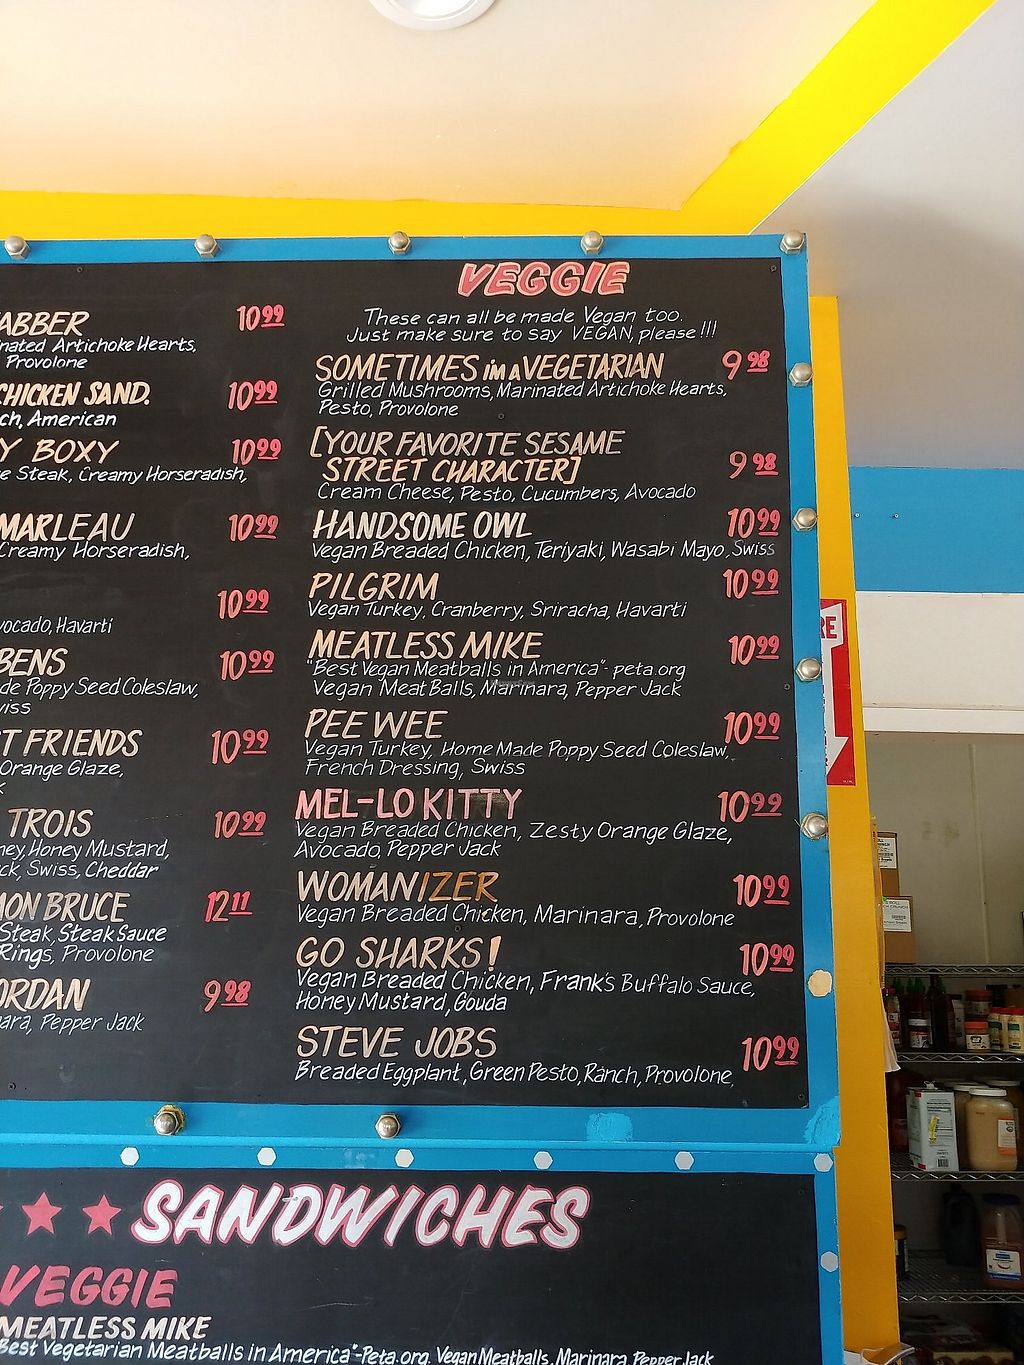 ABBER 10.99
nated Artichoke Hearts,
Provolone
CHICKEN SAND. 10.99
ch, American
Y BOXY 10.99
e Steak, Creamy Horseradish,
MARLEAU 10.99
Creamy Horseradish,
10.99
vocado, Havarti
BENS 10.99
de Poppy Seed Coleslaw,
wiss
T FRIENDS 10.99
Orange Glaze,
TROIS 10.99
ney, Honey Mustard,
ck, Swiss, Cheddar
MON BRUCE 12.11
Steak, Steak Sauce
Rings, Provolone
ORDAN 9.98
nara, Pepper Jack
VEGGIE
These can all be made Vegan too.
Just make sure to say VEGAN, please!!!
SOMETIMES im A VEGETARIAN 9.98
Grilled Mushrooms, Marinated Artichoke Hearts,
Pesto, Provolone
[YOUR FAVORITE SESAME
STREET CHARACTER] 9.98
Cream Cheese, Pesto, Cucumbers, Avocado
HANDSOME OWL 10.99
Vegan Breaded Chicken, Teriyaki, Wasabi Mayo, Swiss
PILGRIM 10.99
Vegan Turkey, Cranberry, Sriracha, Havarti
MEATLESS MIKE 10.99
"Best Vegan Meatballs in America"-peta.org
Vegan Meat Balls, Marinara, Pepper Jack
PEE WEE 10.99
Vegan Turkey, Home Made Poppy Seed Coleslaw,
French Dressing, Swiss
MEL-LO KITTY 10.99
Vegan Breaded Chicken, Zesty Orange Glaze,
Avocado, Pepper Jack
WOMANIZER 10.99
Vegan Breaded Chicken, Marinara, Provolone
GO SHARKS! 10.99
Vegan Breaded Chicken, Frank's Buffalo Sauce,
Honey Mustard, Gouda
STEVE JOBS 10.99
Breaded Eggplant, Green Pesto, Ranch, Provolone,
RE
SANDWICHES
VEGGIE
MEATLESS MIKE
Best Vegetarian Meatballs in America"-Peta.org. Vegan Meatballs, Marinara, Pepper Jack